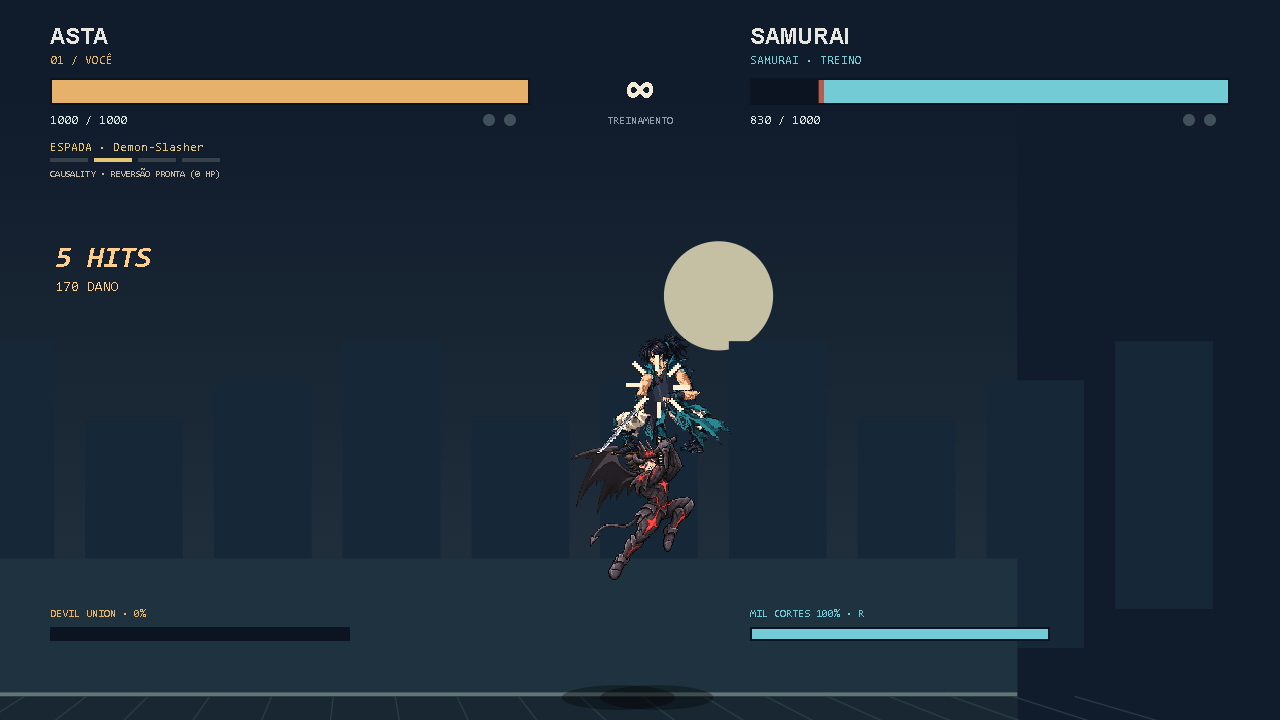 ASTA
01 / VOCÊ
1000 / 1000
ESPADA · Demon-Slasher
CAUSALITY · REVERSÃO PRONTA (0 HP)
∞
TREINAMENTO
SAMURAI
SAMURAI · TREINO
830 / 1000
5 HITS
170 DANO
DEVIL UNION · 0%
MIL CORTES 100% · R